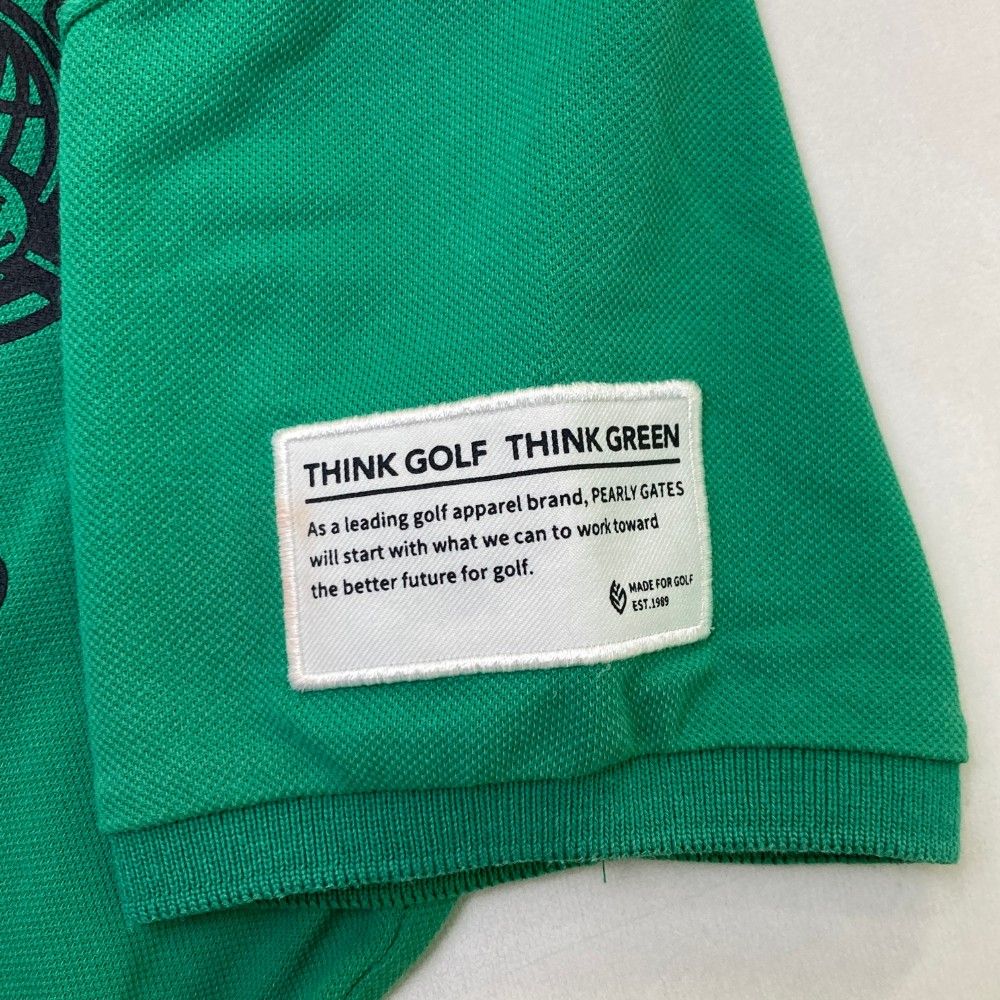 THINK GOLF THINK GREEN
As a leading golf apparel brand, PEARLY GATES
will start with what we can to work toward
the better future for golf.
MADE FOR GOLF
EST.1989